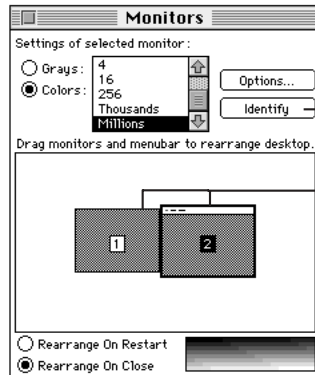 Monitors
Settings of selected monitor:
Grays:
Colors:
4
16
256
Thousands
Millions
Options...
Identify
Drag monitors and menubar to rearrange desktop.
1
2
Rearrange On Restart
Rearrange On Close